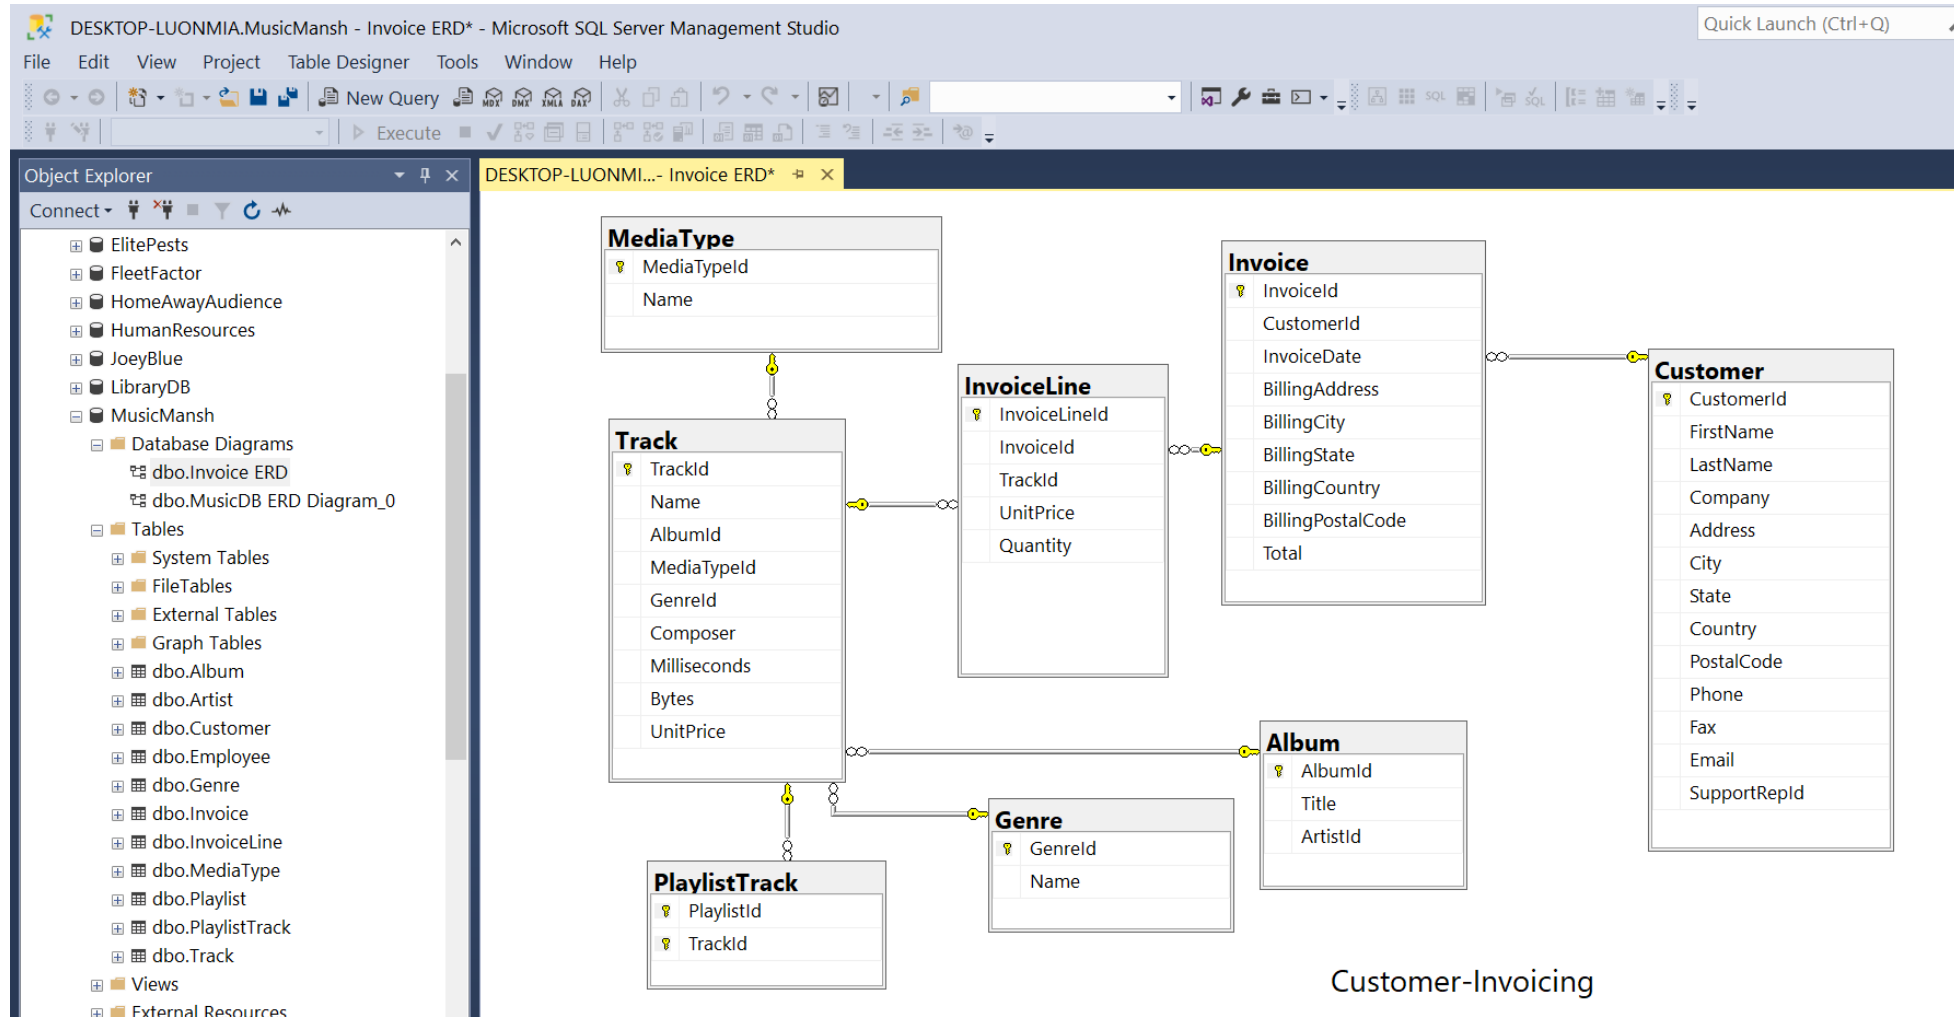 DESKTOP-LUONMIA.MusicMansh - Invoice ERD* - Microsoft SQL Server Management Studio
Quick Launch (Ctrl+Q)
File Edit View Project Table Designer Tools Window Help
New Query MDX DMX XMLA DAX SQL SQL
Execute
Object Explorer
Connect
ElitePests
FleetFactor
HomeAwayAudience
HumanResources
JoeyBlue
LibraryDB
MusicMansh
Database Diagrams
dbo.Invoice ERD
dbo.MusicDB ERD Diagram_0
Tables
System Tables
FileTables
External Tables
Graph Tables
dbo.Album
dbo.Artist
dbo.Customer
dbo.Employee
dbo.Genre
dbo.Invoice
dbo.InvoiceLine
dbo.MediaType
dbo.Playlist
dbo.PlaylistTrack
dbo.Track
Views
External Resources
DESKTOP-LUONMI...- Invoice ERD*
MediaType
MediaTypeId
Name
Track
TrackId
Name
AlbumId
MediaTypeId
GenreId
Composer
Milliseconds
Bytes
UnitPrice
PlaylistTrack
PlaylistId
TrackId
InvoiceLine
InvoiceLineId
InvoiceId
TrackId
UnitPrice
Quantity
Genre
GenreId
Name
Invoice
InvoiceId
CustomerId
InvoiceDate
BillingAddress
BillingCity
BillingState
BillingCountry
BillingPostalCode
Total
Album
AlbumId
Title
ArtistId
Customer
CustomerId
FirstName
LastName
Company
Address
City
State
Country
PostalCode
Phone
Fax
Email
SupportRepId
Customer-Invoicing